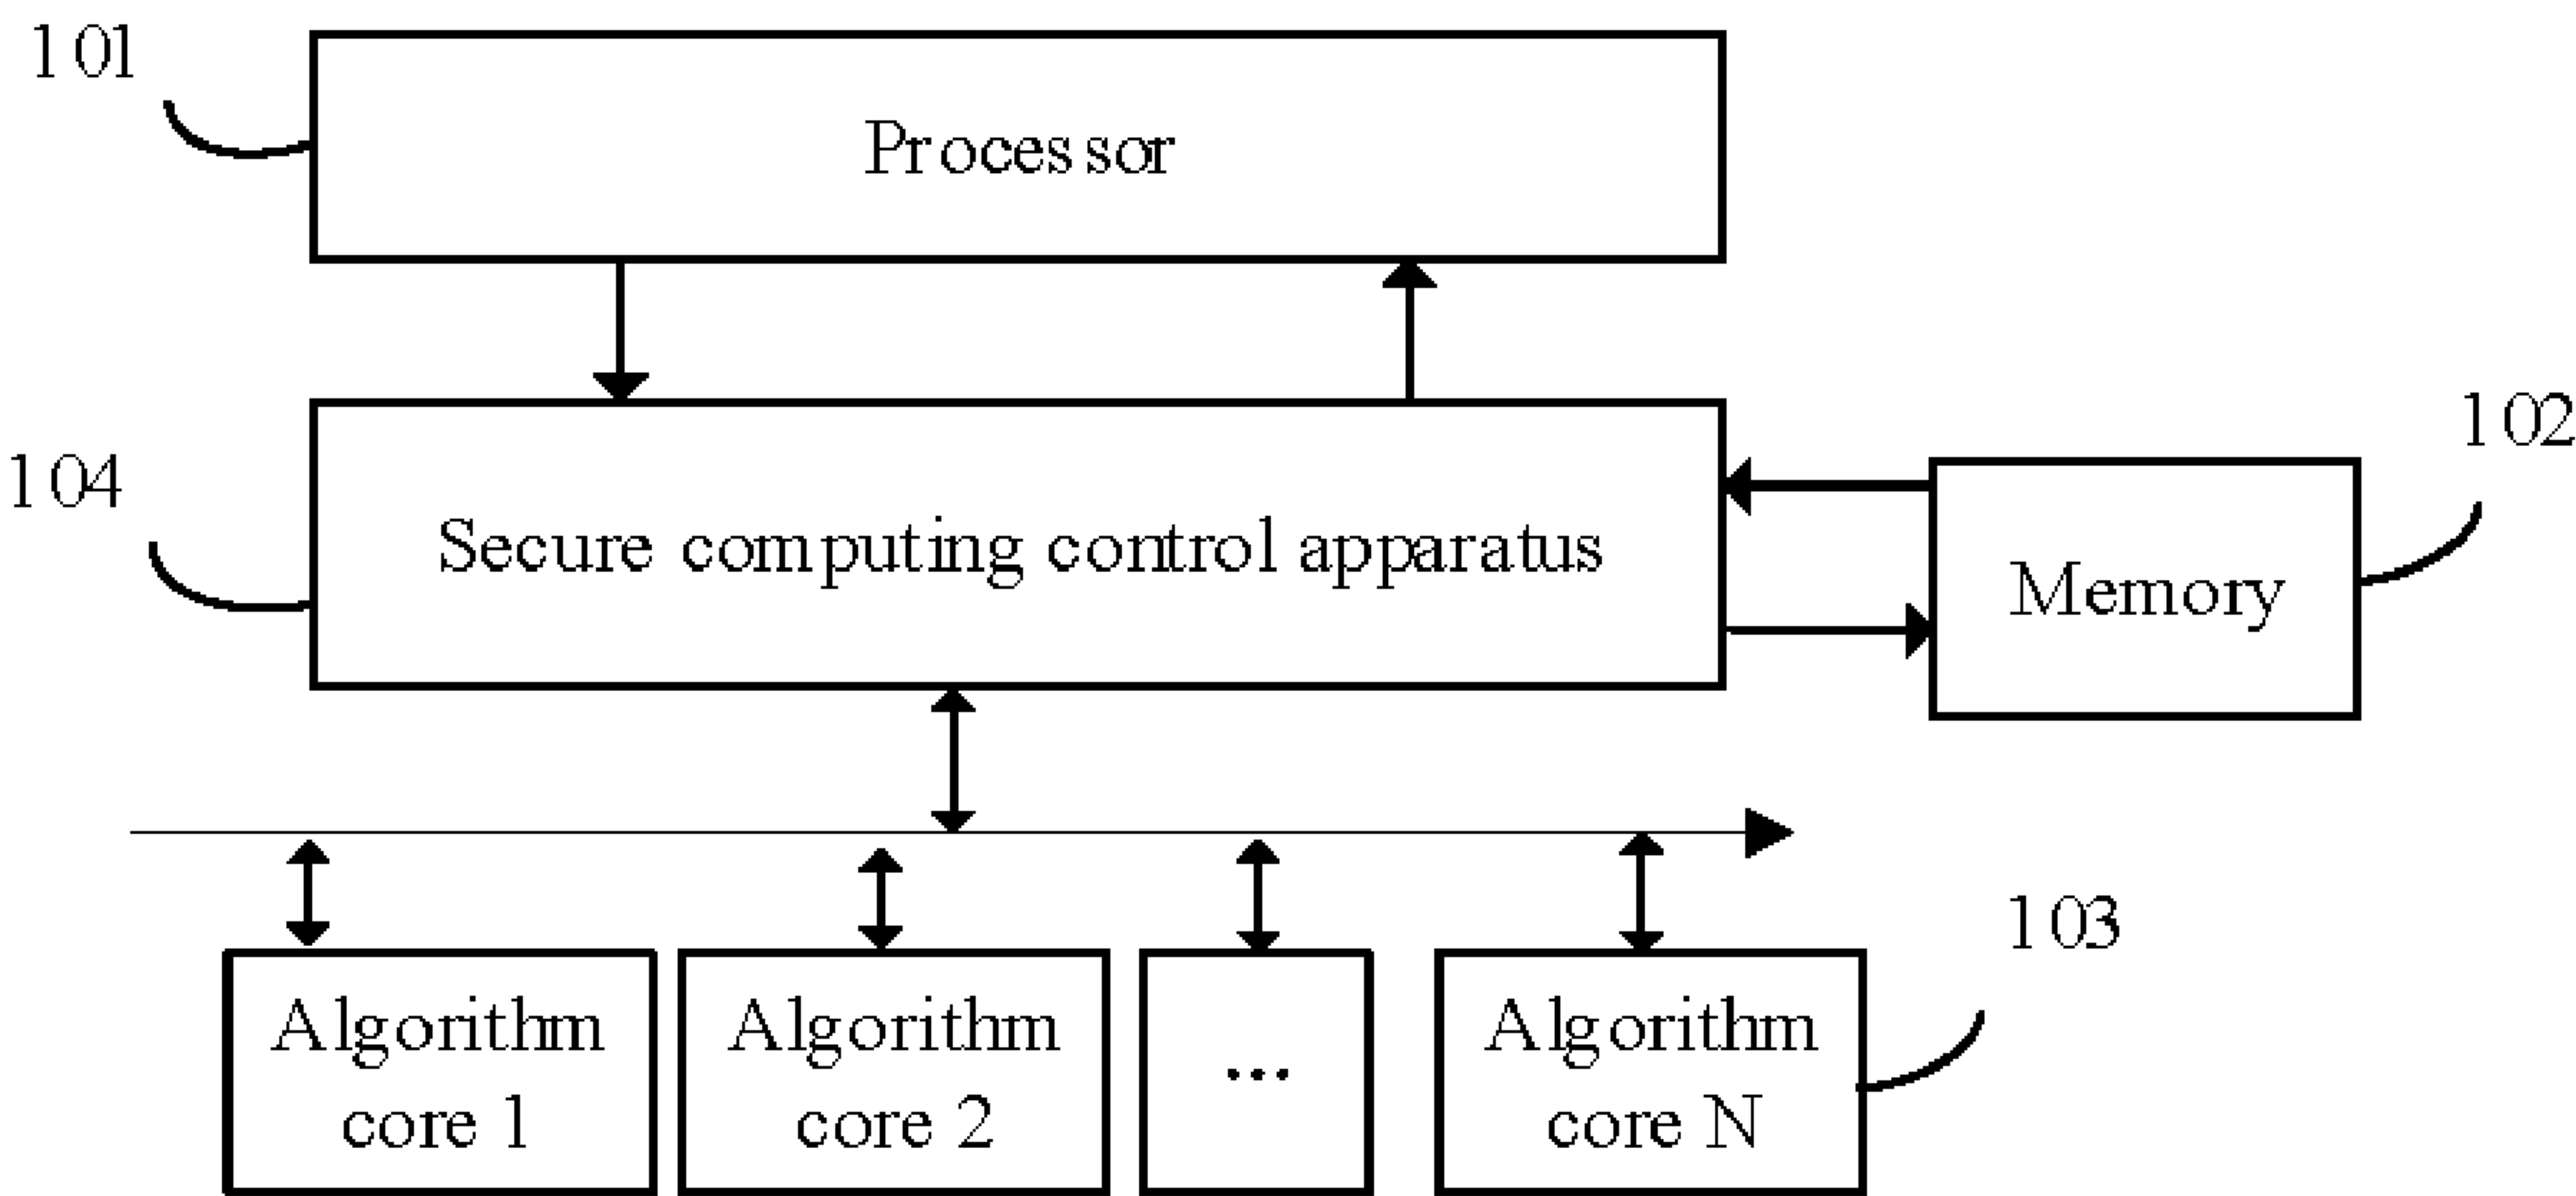 101
Processor
102
104
Secure computing control apparatus
Memory
103
Algorithm
core 1
Algorithm
core 2
...
Algorithm
core N